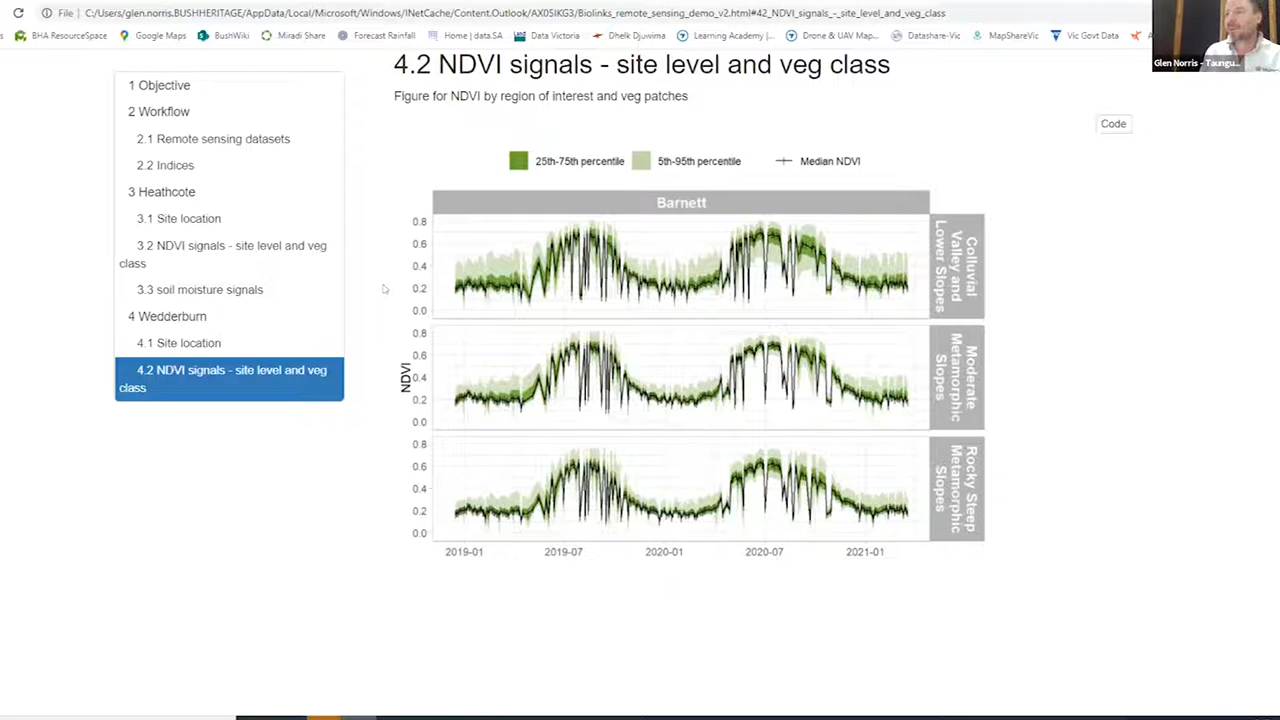 File | C:/Users/glen.norris.BUSHHERITAGE/AppData/Local/Microsoft/Windows/INetCache/Content.Outlook/AX05IKG3/Biolinks_remote_sensing_demo_v2.html#42_NDVI_signals_-_site_level_and_veg_class
BHA ResourceSpace Google Maps BushWiki Miradi Share Forecast Rainfall Home | data.SA Data Victoria Dhelk Djuwima Learning Academy |... Drone & UAV Map... Datashare-Vic MapShareVic Vic Govt Data
Glen Norris - Taungu...
1 Objective
2 Workflow
2.1 Remote sensing datasets
2.2 Indices
3 Heathcote
3.1 Site location
3.2 NDVI signals - site level and veg
class
3.3 soil moisture signals
4 Wedderburn
4.1 Site location
4.2 NDVI signals - site level and veg
class
4.2 NDVI signals - site level and veg class
Figure for NDVI by region of interest and veg patches
Code
25th-75th percentile 5th-95th percentile Median NDVI
Barnett
0.8
0.6
0.4
0.2
0.0
Colluvial
Valley and
Lower Slopes
0.8
0.6
0.4
0.2
0.0
Moderate
Metamorphic
Slopes
NDVI
0.8
0.6
0.4
0.2
0.0
Rocky Steep
Metamorphic
Slopes
2019-01 2019-07 2020-01 2020-07 2021-01